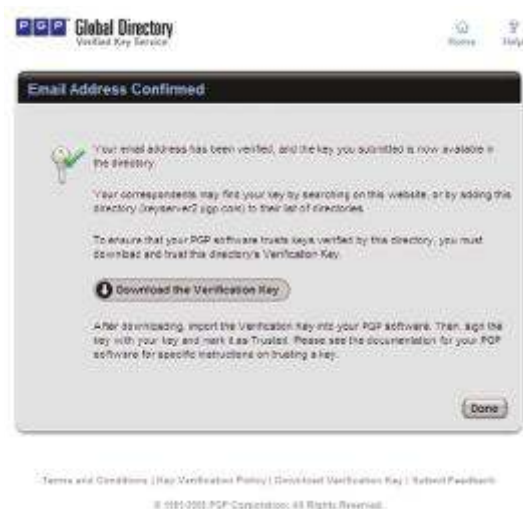 PGP Global Directory
Verified Key Service
Home Help
Email Address Confirmed
Your email address has been verified, and the key you submitted is now available in
the directory.
Your correspondents may find your key by searching on this website, or by adding this
directory (keyserver2.pgp.com) to their list of directories.
To ensure that your PGP software trusts keys verified by this directory, you must
download and trust this directory's Verification Key.
Download the Verification Key
After downloading, import the Verification Key into your PGP software. Then, sign the
key with your key and mark it as Trusted. Please see the documentation for your PGP
software for specific instructions on trusting a key.
Done
Terms and Conditions | Key Verification Policy | Download Verification Key | Submit Feedback
PGP Corporation. All Rights Reserved.